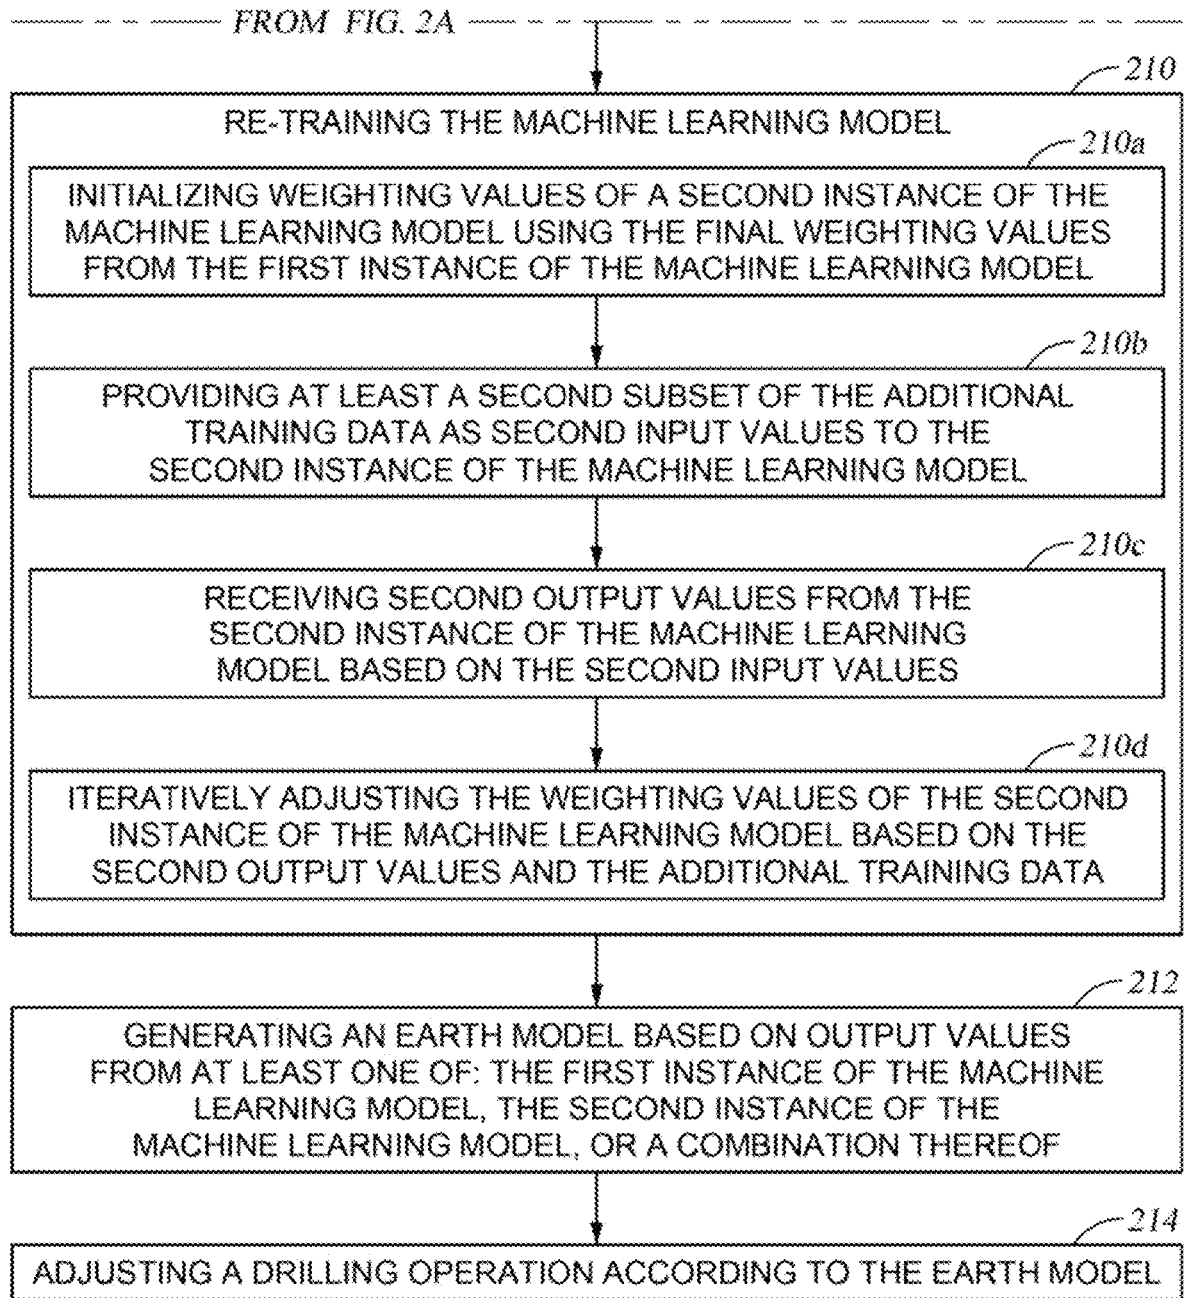 FROM FIG. 2A
210
RE-TRAINING THE MACHINE LEARNING MODEL
210a
INITIALIZING WEIGHTING VALUES OF A SECOND INSTANCE OF THE
MACHINE LEARNING MODEL USING THE FINAL WEIGHTING VALUES
FROM THE FIRST INSTANCE OF THE MACHINE LEARNING MODEL
210b
PROVIDING AT LEAST A SECOND SUBSET OF THE ADDITIONAL
TRAINING DATA AS SECOND INPUT VALUES TO THE
SECOND INSTANCE OF THE MACHINE LEARNING MODEL
210c
RECEIVING SECOND OUTPUT VALUES FROM THE
SECOND INSTANCE OF THE MACHINE LEARNING
MODEL BASED ON THE SECOND INPUT VALUES
210d
ITERATIVELY ADJUSTING THE WEIGHTING VALUES OF THE SECOND
INSTANCE OF THE MACHINE LEARNING MODEL BASED ON THE
SECOND OUTPUT VALUES AND THE ADDITIONAL TRAINING DATA
212
GENERATING AN EARTH MODEL BASED ON OUTPUT VALUES
FROM AT LEAST ONE OF: THE FIRST INSTANCE OF THE MACHINE
LEARNING MODEL, THE SECOND INSTANCE OF THE
MACHINE LEARNING MODEL, OR A COMBINATION THEREOF
214
ADJUSTING A DRILLING OPERATION ACCORDING TO THE EARTH MODEL